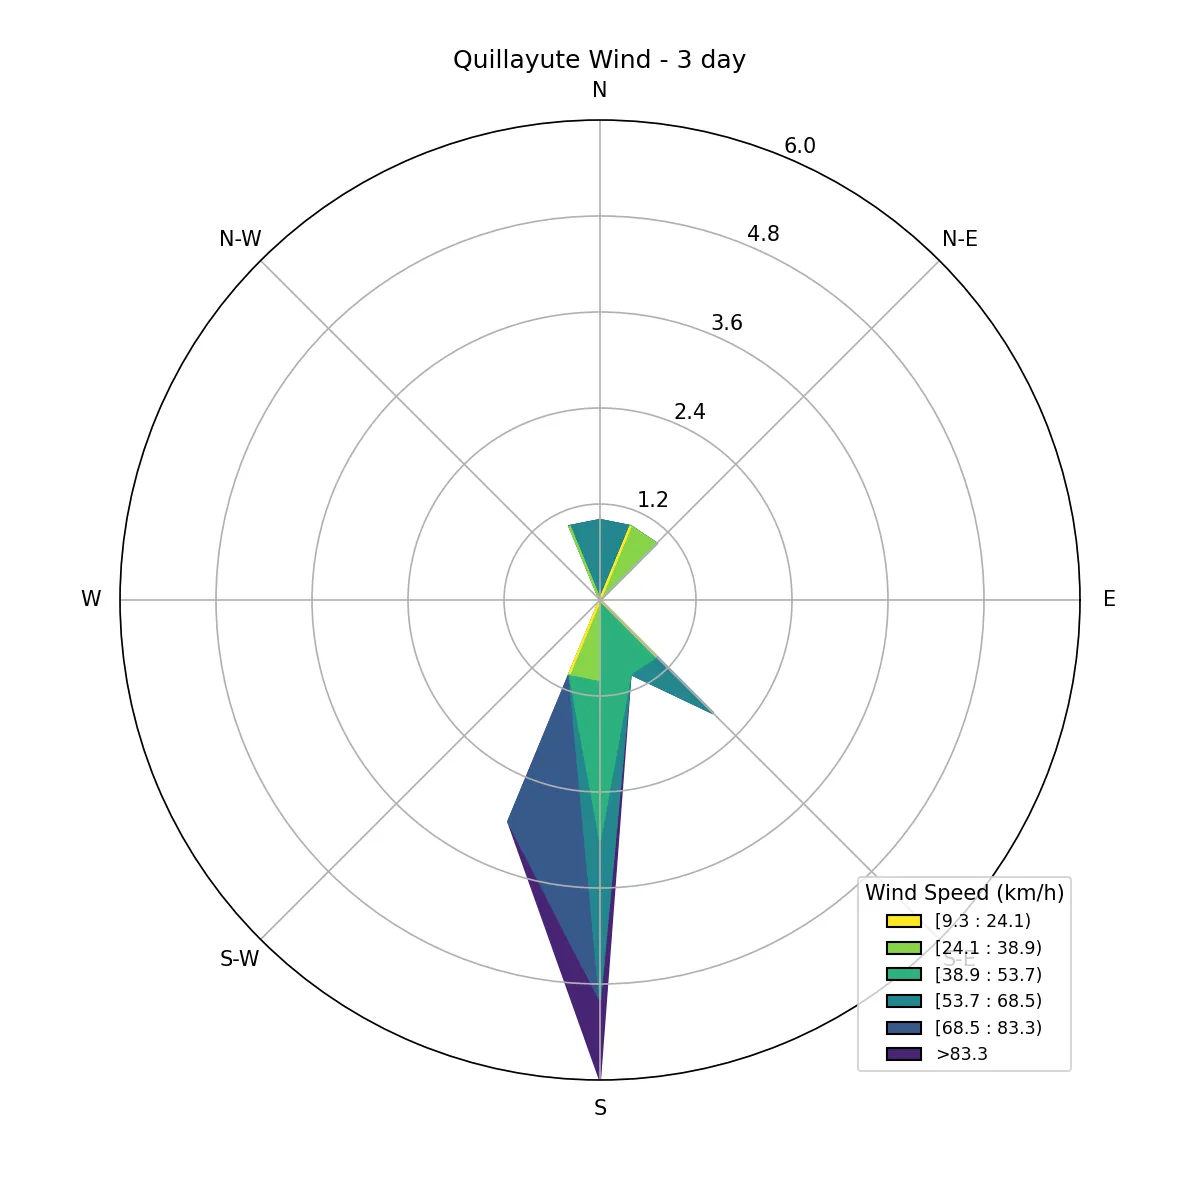 Quillayute Wind - 3 day
N
6.0
N-W
4.8
N-E
3.6
2.4
1.2
W
E
S-W
S-E
Wind Speed (km/h)
[9.3 : 24.1)
[24.1 : 38.9)
[38.9 : 53.7)
[53.7 : 68.5)
[68.5 : 83.3)
>83.3
S